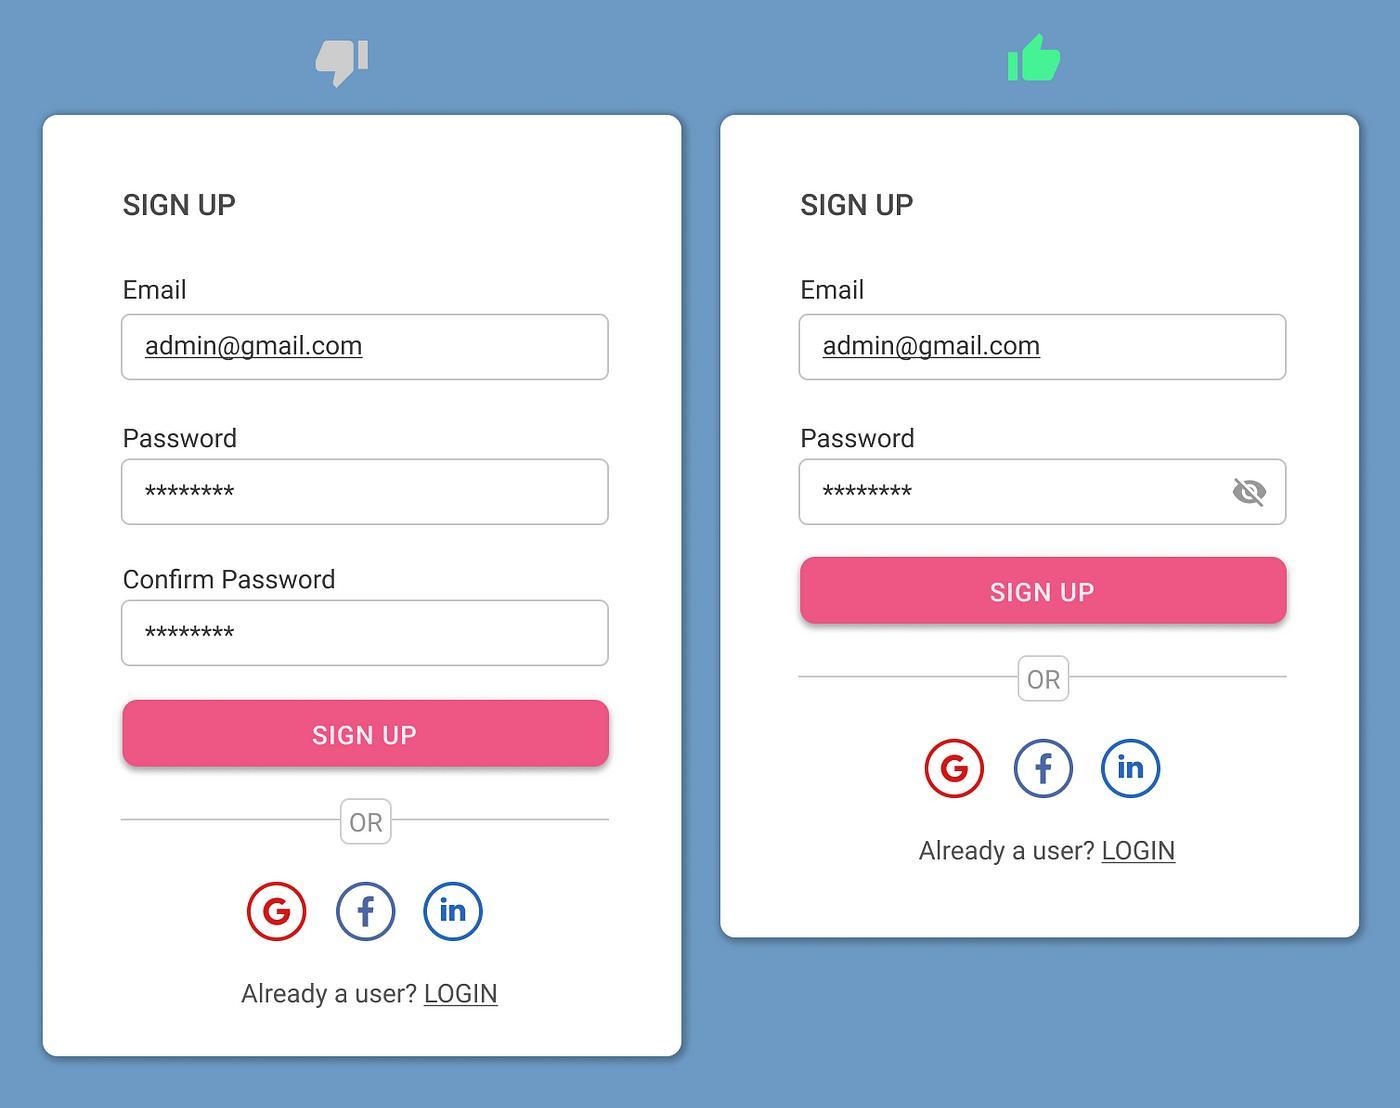 SIGN UP
Email
admin@gmail.com
Password
********
Confirm Password
********
SIGN UP
OR
G f in
Already a user? LOGIN
SIGN UP
Email
admin@gmail.com
Password
********
SIGN UP
OR
G f in
Already a user? LOGIN